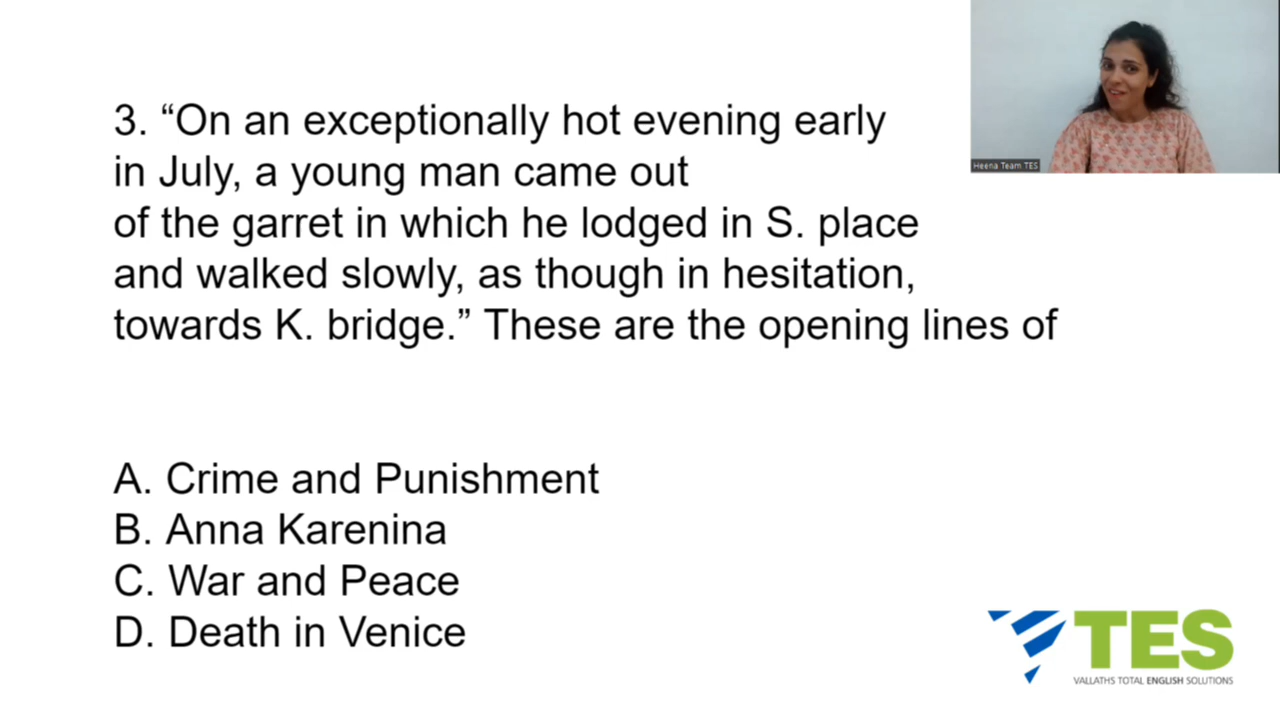 3. “On an exceptionally hot evening early
in July, a young man came out
of the garret in which he lodged in S. place
and walked slowly, as though in hesitation,
towards K. bridge.” These are the opening lines of
A. Crime and Punishment
B. Anna Karenina
C. War and Peace
D. Death in Venice
Heena Team TES
TES
VALLATHS TOTAL ENGLISH SOLUTIONS